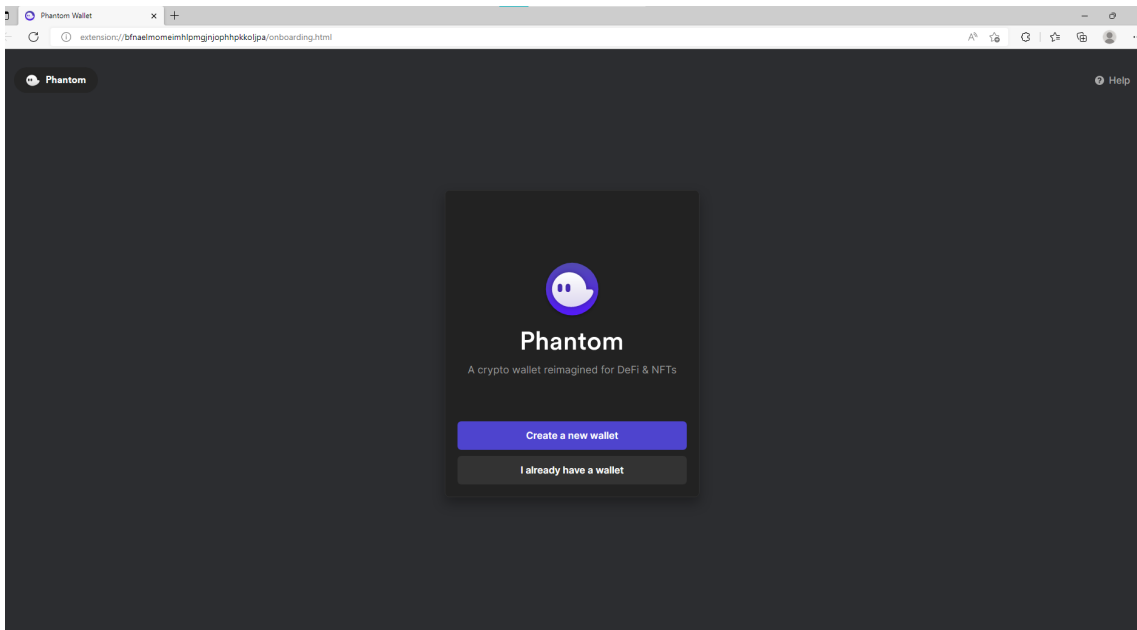 Phantom Wallet
extension://bfnaelmomeimhlpmgjnjophhpkkoljpa/onboarding.html
Phantom
Help
Phantom
A crypto wallet reimagined for DeFi & NFTs
Create a new wallet
I already have a wallet